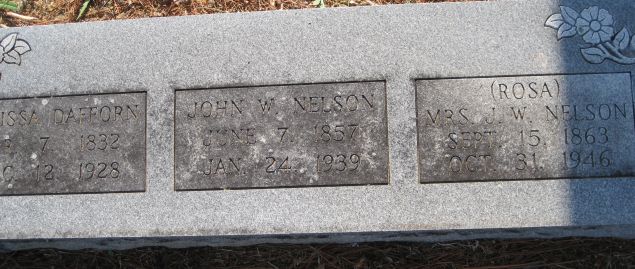 ISSA DAFFORN
7 1832
12 1928
JOHN W. NELSON
JUNE 7 1857
JAN. 24 1939
(ROSA)
MRS. J. W. NELSON
SEPT. 15, 1863
OCT. 31, 1946